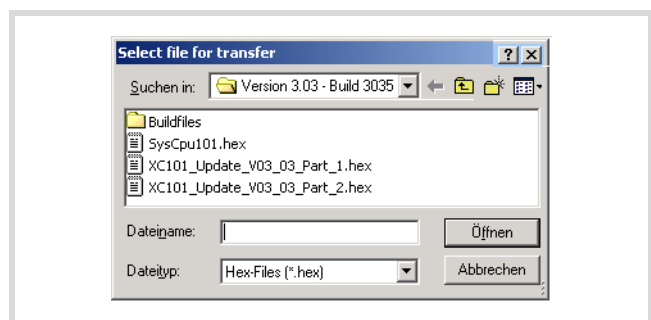 Select file for transfer
Suchen in: Version 3.03 - Build 3035
Buildfiles
SysCpu101.hex
XC101_Update_V03_03_Part_1.hex
XC101_Update_V03_03_Part_2.hex
Dateiname: Öffnen
Dateityp: Hex-Files (*.hex) Abbrechen